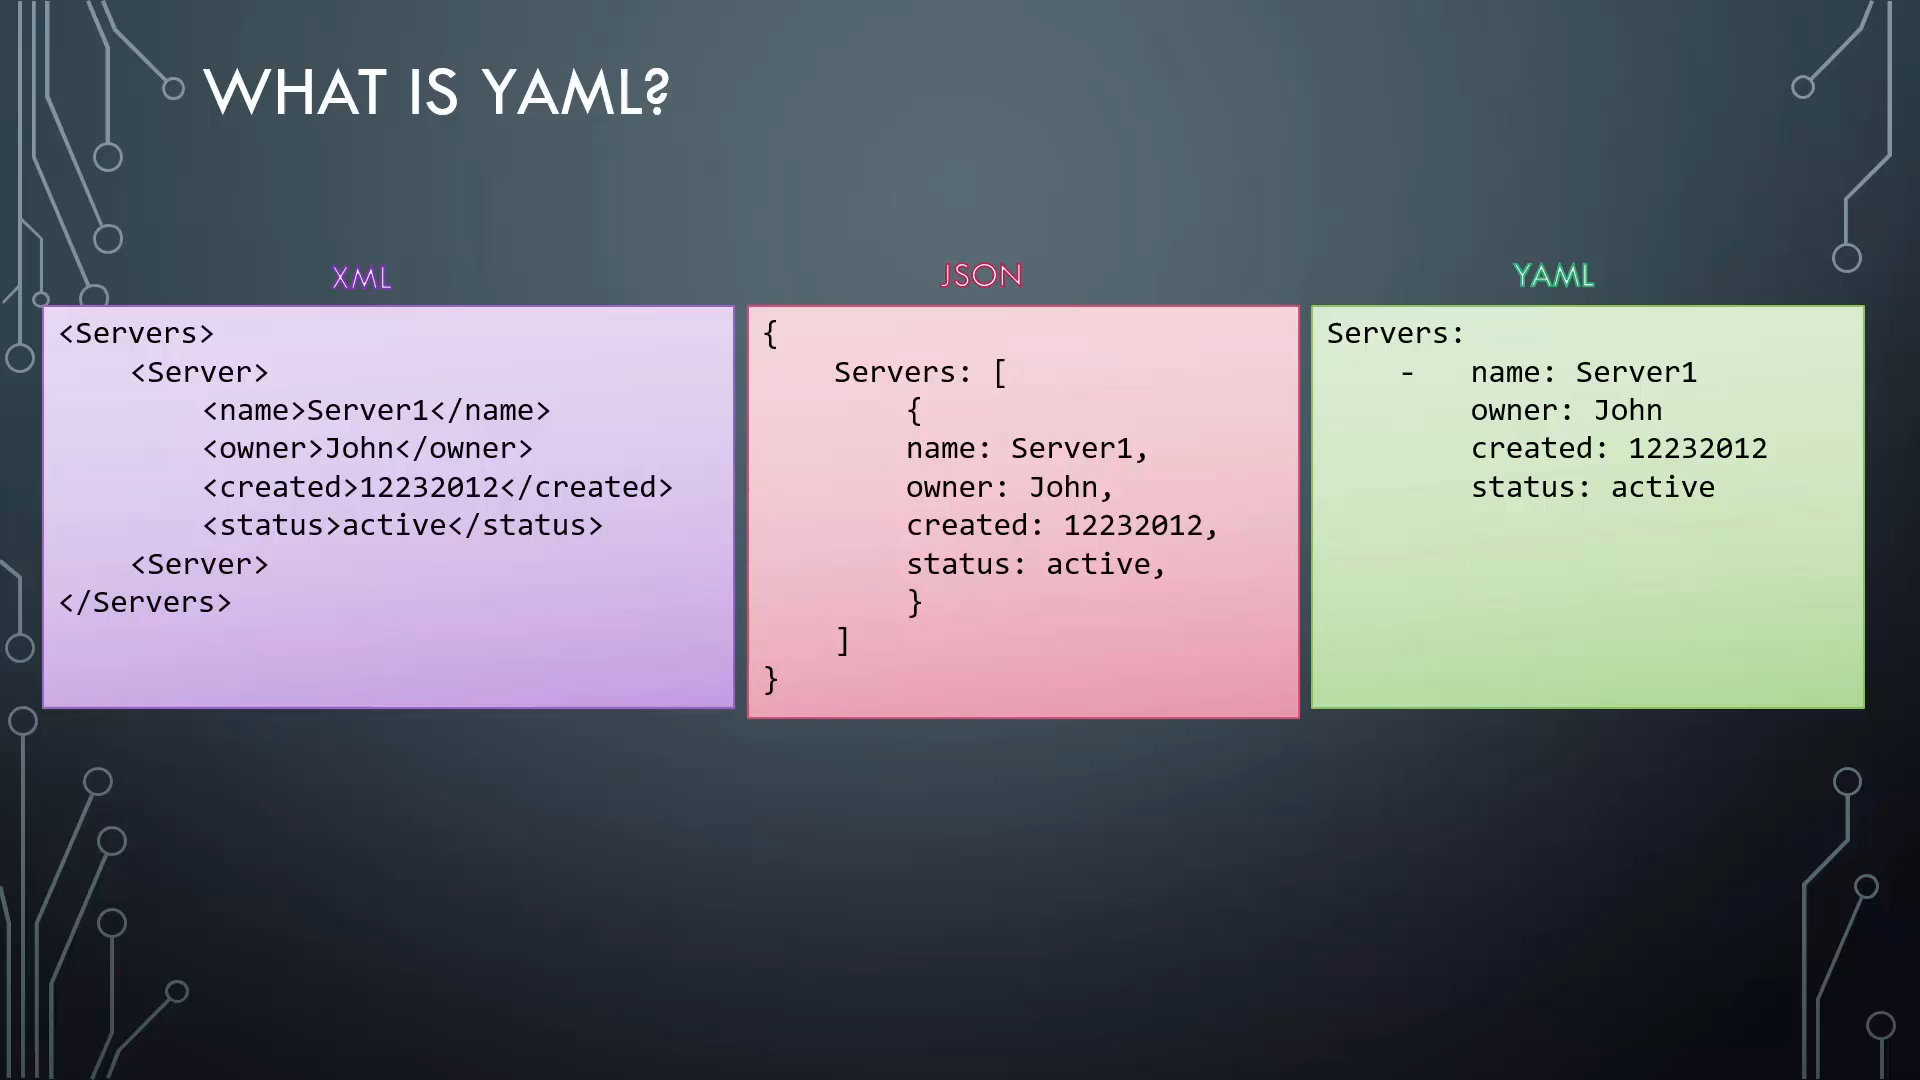 WHAT IS YAML?
XML
<Servers>
<Server>
<name>Server1</name>
<owner>John</owner>
<created>12232012</created>
<status>active</status>
<Server>
</Servers>
JSON
{
Servers: [
{
name: Server1,
owner: John,
created: 12232012,
status: active,
}
]
}
YAML
Servers:
- name: Server1
owner: John
created: 12232012
status: active